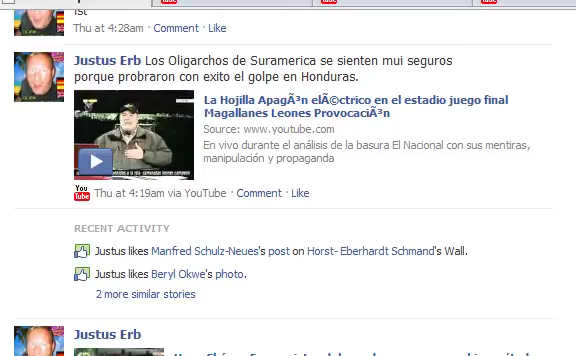 ist
Thu at 4:28am · Comment · Like
Justus Erb Los Oligarchos de Suramerica se sienten mui seguros
porque probraron con exito el golpe en Honduras.
La Hojilla ApagÃ³n elÃ©ctrico en el estadio juego final
Magallanes Leones ProvocaciÃ³n
Source: www.youtube.com
En vivo durante el análisis de la basura El Nacional con sus mentiras,
manipulación y propaganda
You Tube Thu at 4:19am via YouTube · Comment · Like
RECENT ACTIVITY
Justus likes Manfred Schulz-Neues's post on Horst- Eberhardt Schmand's Wall.
Justus likes Beryl Okwe's photo.
2 more similar stories
Justus Erb